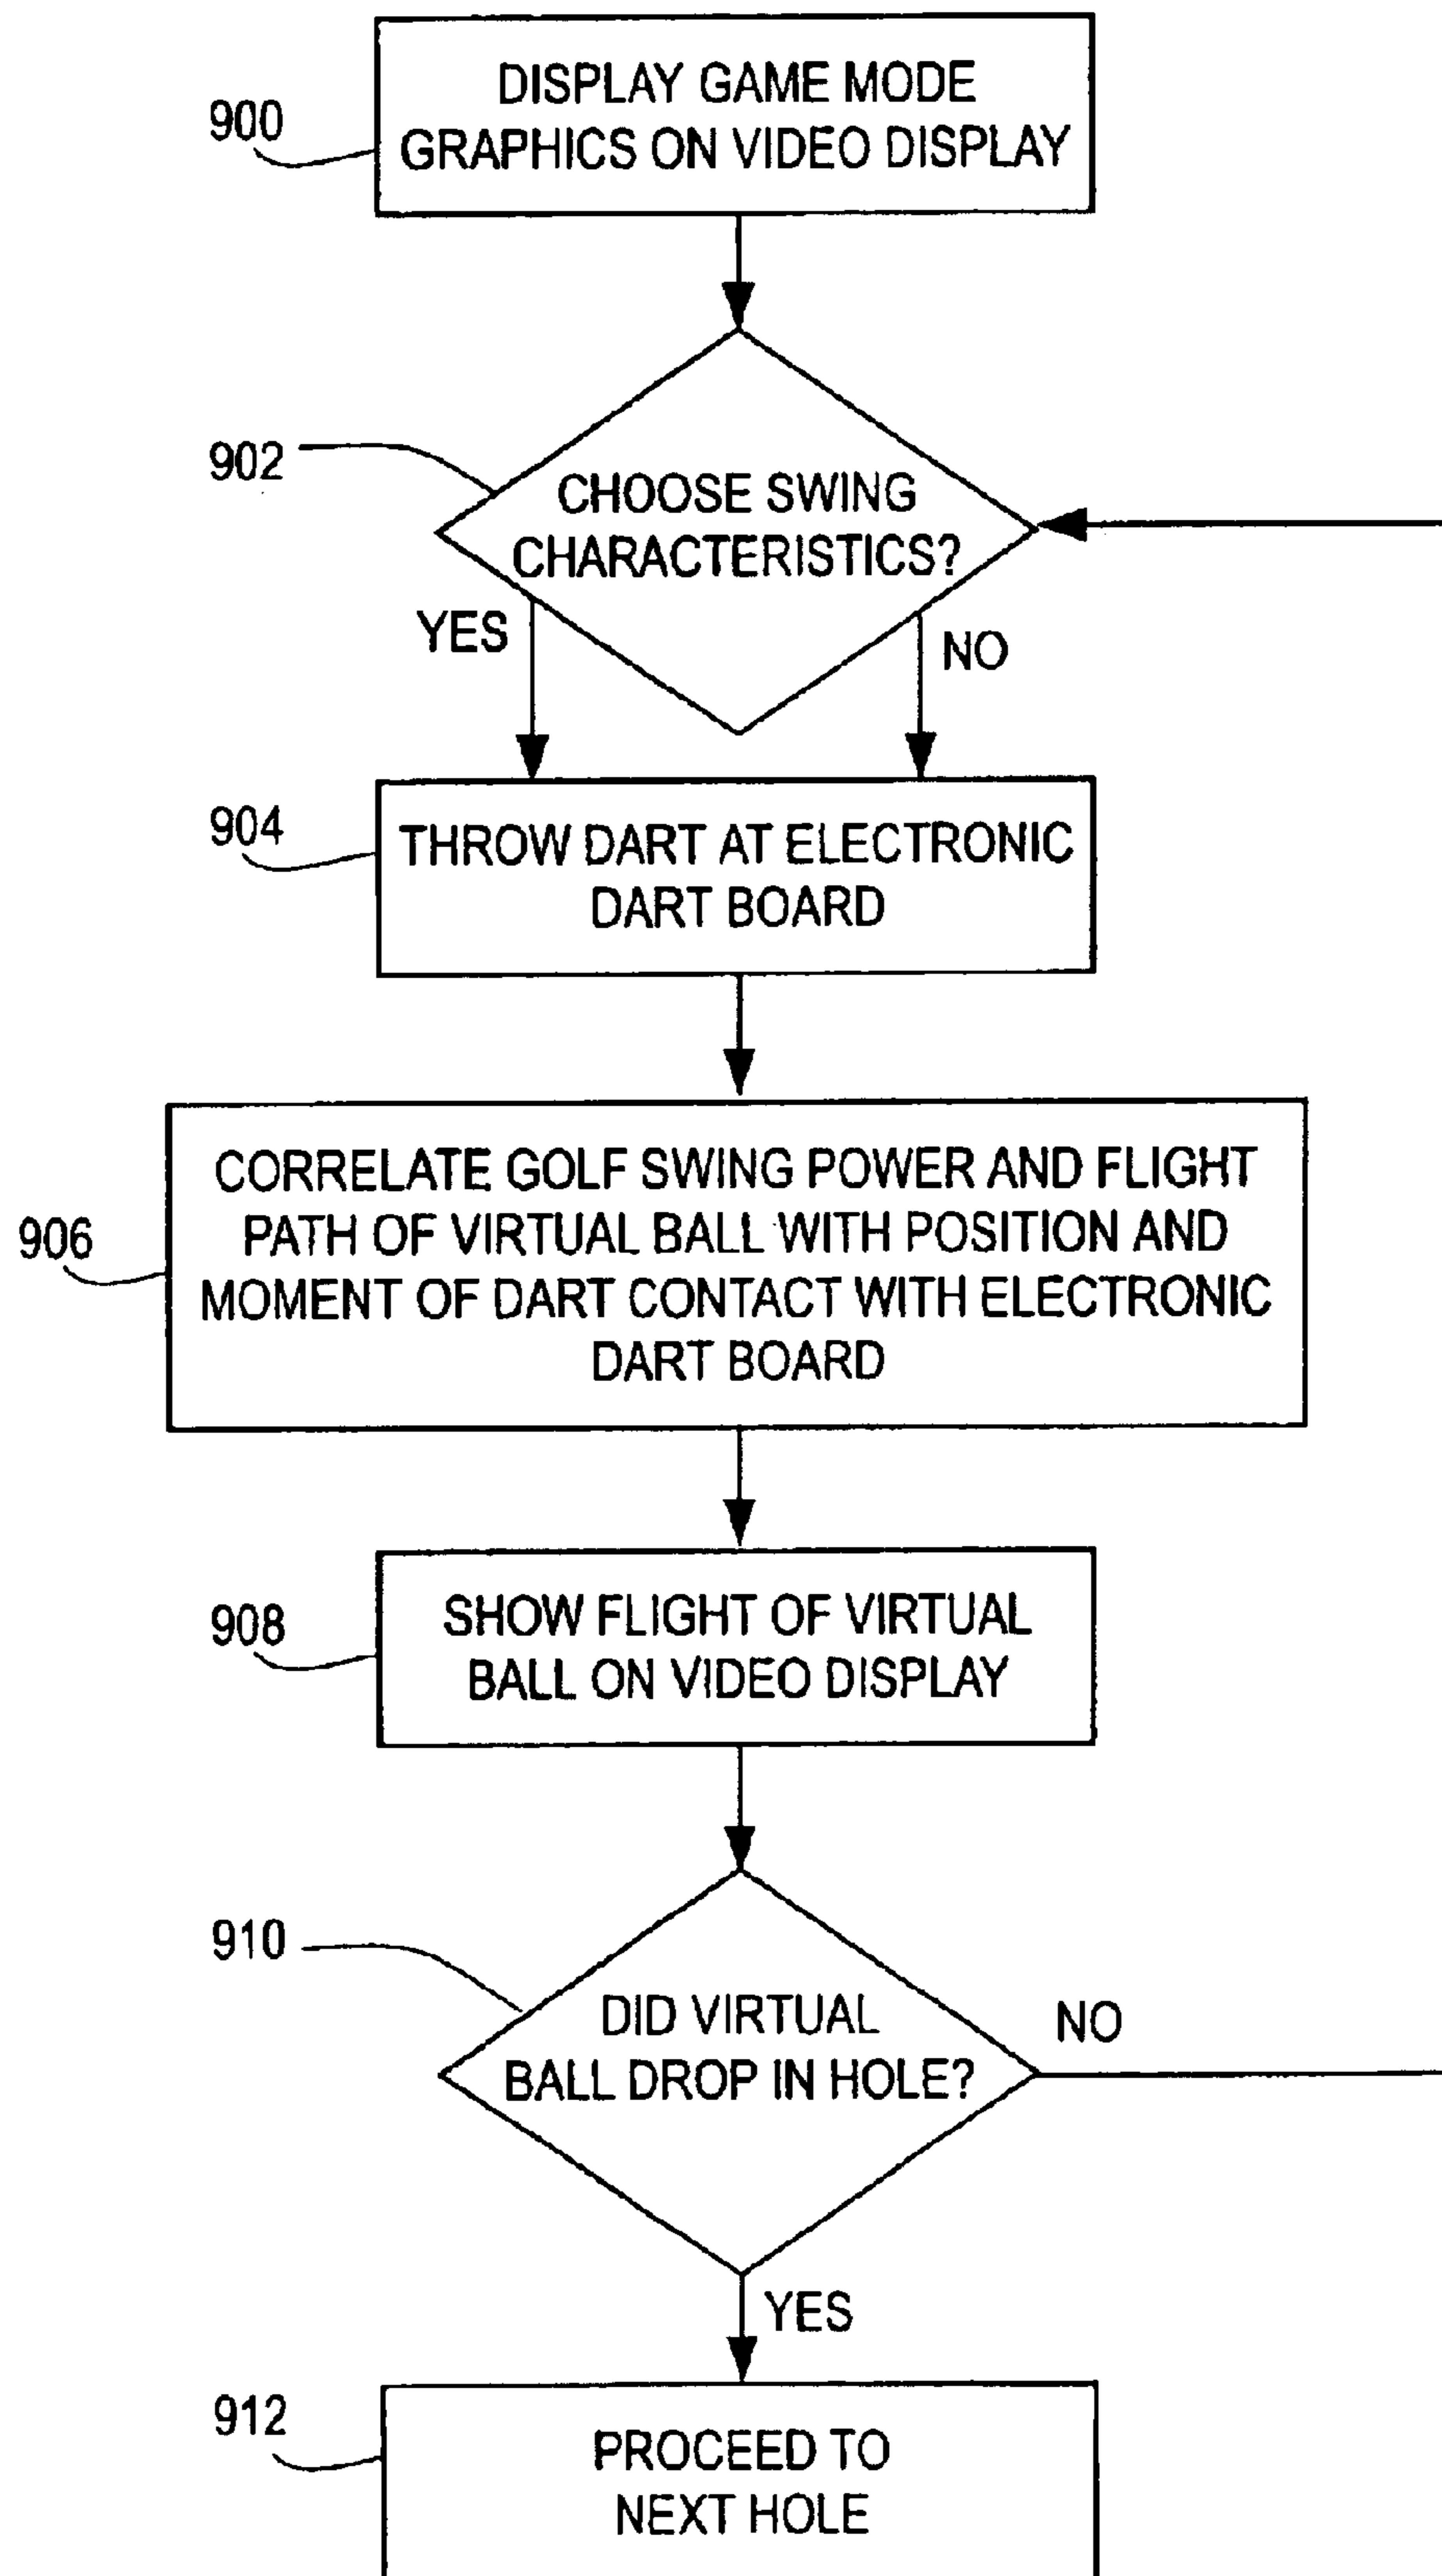 900
DISPLAY GAME MODE
GRAPHICS ON VIDEO DISPLAY
902
CHOOSE SWING
CHARACTERISTICS?
YES
NO
904
THROW DART AT ELECTRONIC
DART BOARD
906
CORRELATE GOLF SWING POWER AND FLIGHT
PATH OF VIRTUAL BALL WITH POSITION AND
MOMENT OF DART CONTACT WITH ELECTRONIC
DART BOARD
908
SHOW FLIGHT OF VIRTUAL
BALL ON VIDEO DISPLAY
910
DID VIRTUAL
BALL DROP IN HOLE?
NO
YES
912
PROCEED TO
NEXT HOLE